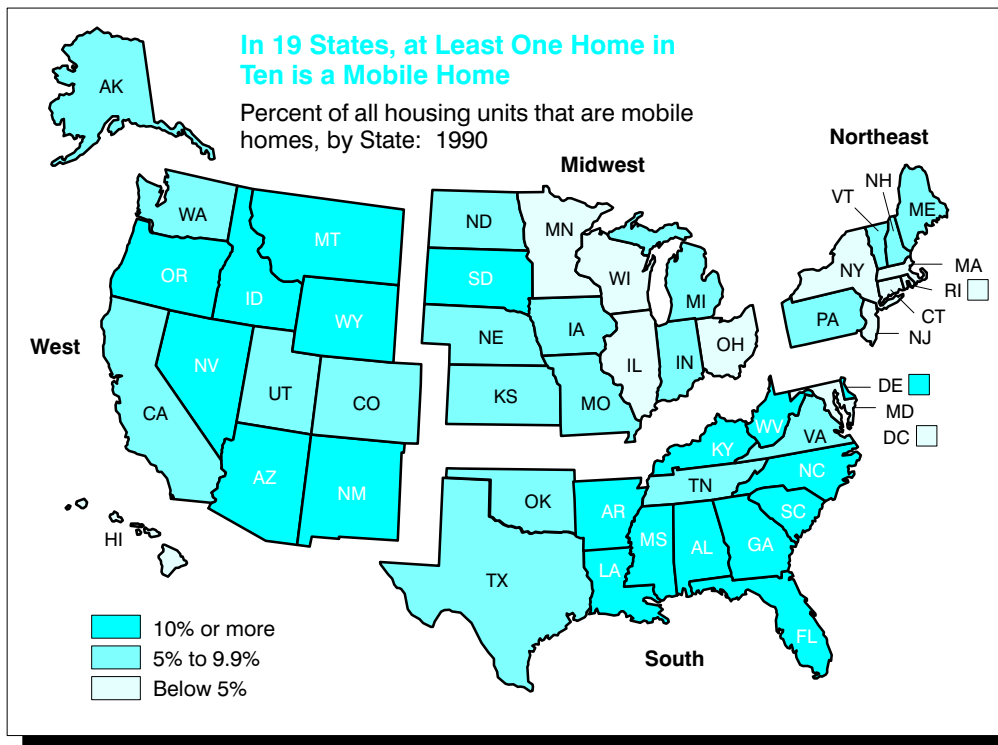 In 19 States, at Least One Home in
Ten is a Mobile Home
Percent of all housing units that are mobile
homes, by State:  1990
AK
Midwest
Northeast
WA
MT
OR
ID
WY
NV
UT
CO
CA
AZ
NM
HI
West
ND
MN
SD
WI
MI
NE
IA
IL
IN
OH
KS
MO
VT
NH
ME
NY
MA
RI
CT
PA
NJ
DE
MD
DC
WV
VA
KY
TN
NC
OK
AR
SC
MS
AL
GA
TX
LA
FL
South
10% or more
5% to 9.9%
Below 5%